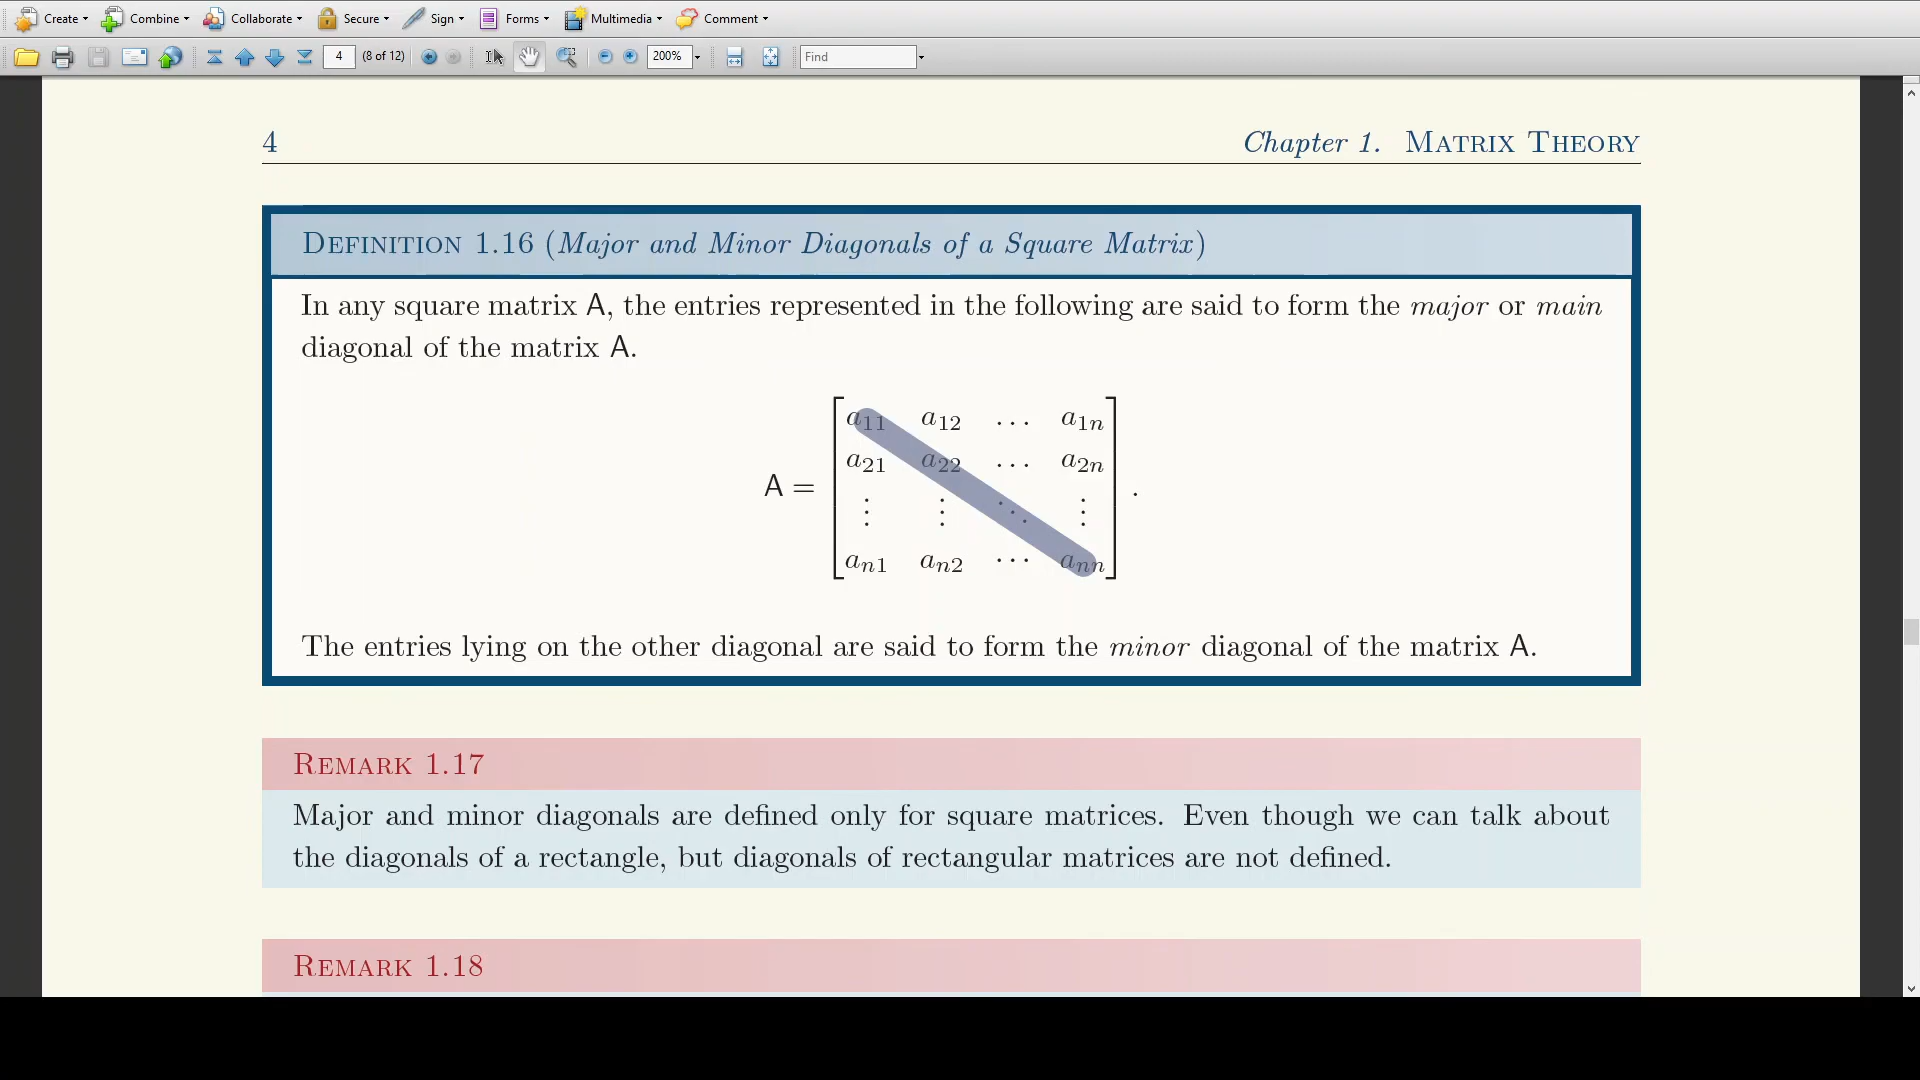 Create Combine Collaborate Secure Sign Forms Multimedia Comment
4 (8 of 12) 200% Find
4 Chapter 1. MATRIX THEORY
DEFINITION 1.16 (Major and Minor Diagonals of a Square Matrix)
In any square matrix A, the entries represented in the following are said to form the major or main
diagonal of the matrix A.
a11 a12 ... a1n
a21 a22 ... a2n
A = ⋮ ⋮ ⋱ ⋮ .
an1 an2 ⋯ ann
The entries lying on the other diagonal are said to form the minor diagonal of the matrix A.
REMARK 1.17
Major and minor diagonals are defined only for square matrices. Even though we can talk about
the diagonals of a rectangle, but diagonals of rectangular matrices are not defined.
REMARK 1.18